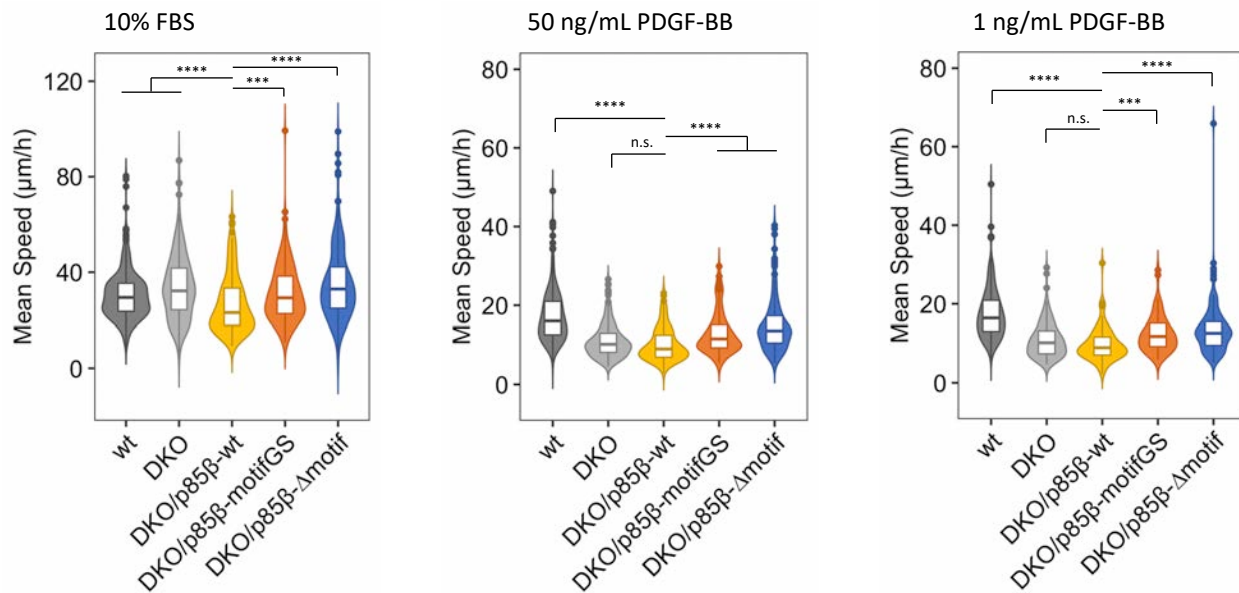 10% FBS
Mean Speed (μm/h)
120
80
40
0
****
****
***
wt
DKO
DKO/p85β-wt
DKO/p85β-motifGS
DKO/p85β-Δmotif
50 ng/mL PDGF-BB
Mean Speed (μm/h)
80
60
40
20
0
****
****
n.s.
wt
DKO
DKO/p85β-wt
DKO/p85β-motifGS
DKO/p85β-Δmotif
1 ng/mL PDGF-BB
Mean Speed (μm/h)
80
60
40
20
0
****
****
***
n.s.
wt
DKO
DKO/p85β-wt
DKO/p85β-motifGS
DKO/p85β-Δmotif